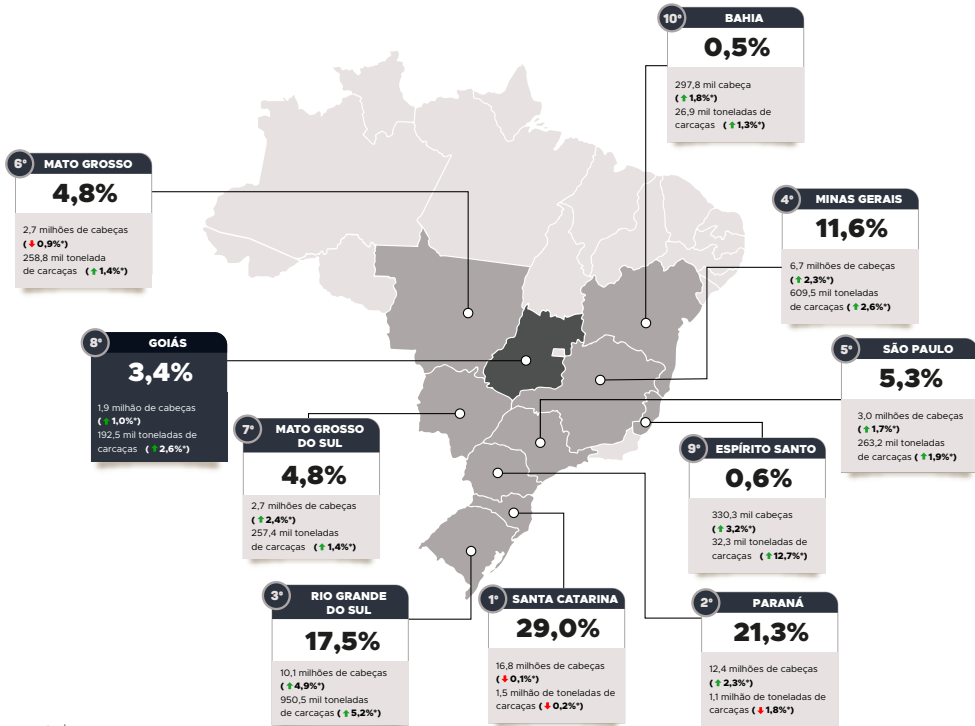 10º BAHIA
0,5%
297,8 mil cabeça
(⬆1,8%*)
26,9 mil toneladas de
carcaças (⬆1,3%*)
6º MATO GROSSO
4,8%
2,7 milhões de cabeças
(⬇0,9%*)
258,8 mil tonelada
de carcaças (⬆1,4%*)
4º MINAS GERAIS
11,6%
6,7 milhões de cabeças
(⬆2,3%*)
609,5 mil toneladas
de carcaças (⬆2,6%*)
8º GOIÁS
3,4%
1,9 milhão de cabeças
(⬆1,0%*)
192,5 mil toneladas de
carcaças (⬆2,6%*)
5º SÃO PAULO
5,3%
3,0 milhões de cabeças
(⬆1,7%*)
263,2 mil toneladas
de carcaças (⬆1,9%*)
7º MATO GROSSO
DO SUL
4,8%
2,7 milhões de cabeças
(⬆2,4%*)
257,4 mil toneladas
de carcaças (⬆1,4%*)
9º ESPÍRITO SANTO
0,6%
330,3 mil cabeças
(⬆3,2%*)
32,3 mil toneladas de
carcaças (⬆12,7%*)
3º RIO GRANDE
DO SUL
17,5%
10,1 milhões de cabeças
(⬆4,9%*)
950,5 mil toneladas
de carcaças (⬆5,2%*)
1º SANTA CATARINA
29,0%
16,8 milhões de cabeças
(⬇0,1%*)
1,5 milhão de toneladas de
carcaças (⬇0,2%*)
2º PARANÁ
21,3%
12,4 milhões de cabeças
(⬆2,3%*)
1,1 milhão de toneladas de
carcaças (⬇1,8%*)